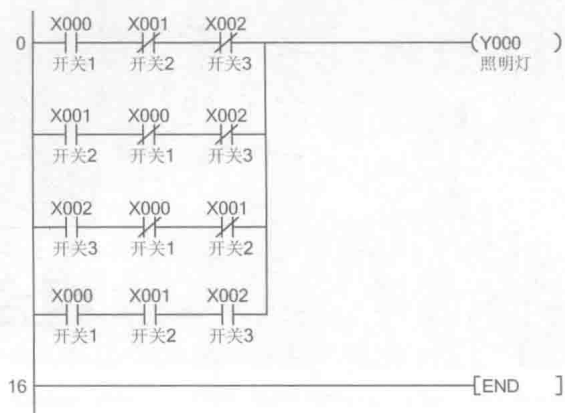 X000 X001 X002
0 (Y000 )
开关1 开关2 开关3 照明灯
X001 X000 X002
开关2 开关1 开关3
X002 X000 X001
开关3 开关1 开关2
X000 X001 X002
开关1 开关2 开关3
16 [END ]